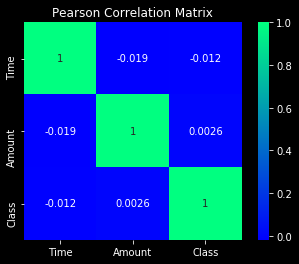 Pearson Correlation Matrix
Time
Amount
Class
1 -0.019 -0.012
-0.019 1 0.0026
-0.012 0.0026 1
Time Amount Class
1.0
0.8
0.6
0.4
0.2
0.0